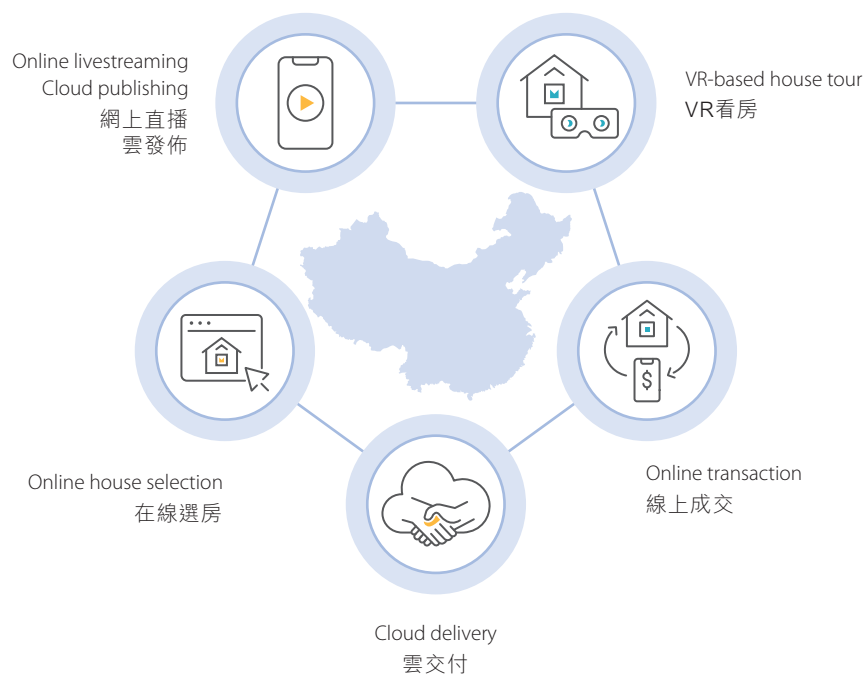 Online livestreaming
Cloud publishing
網上直播
雲發佈
VR-based house tour
VR看房
$
Online house selection
在線選房
Online transaction
線上成交
Cloud delivery
雲交付